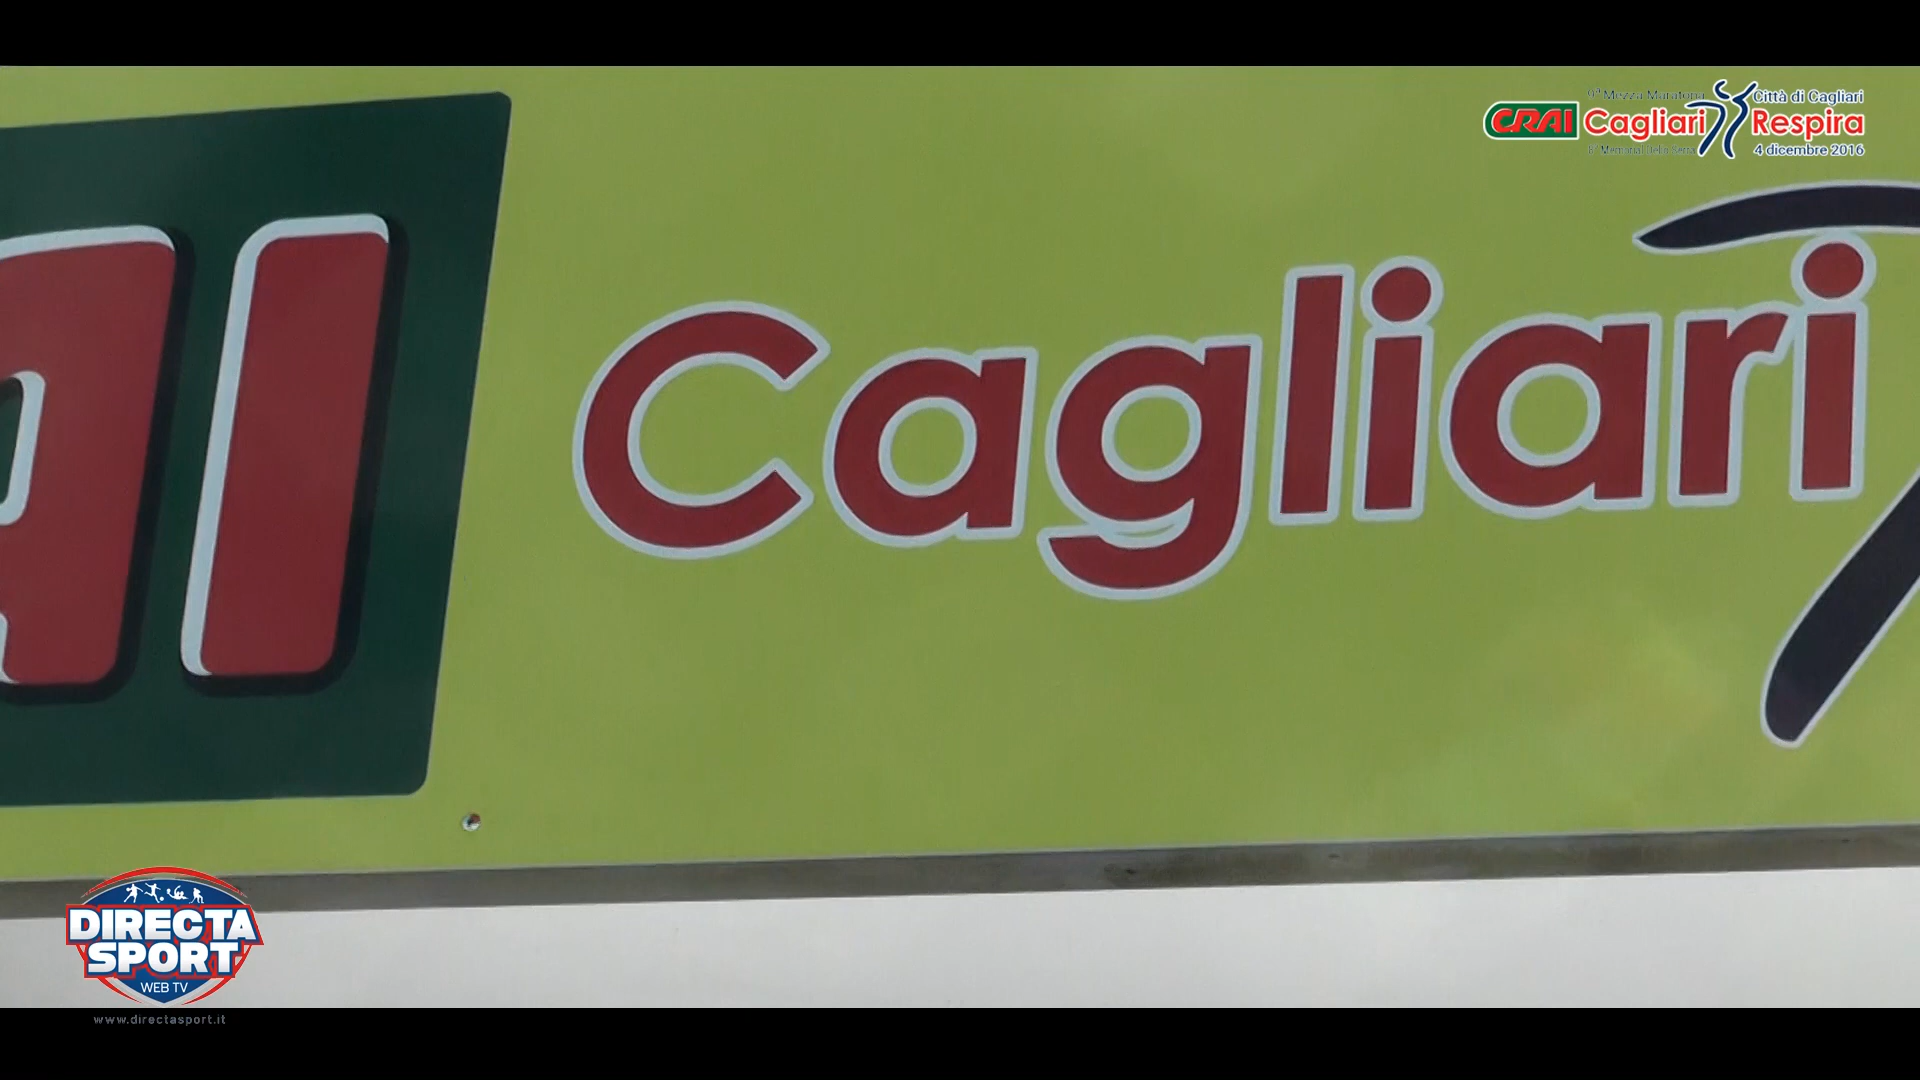 9ª Mezza Maratona Città di Cagliari
CRAI Cagliari Respira
4 dicembre 2016
AI Cagliari
DIRECTA
SPORT
WEB TV
www.directasport.it